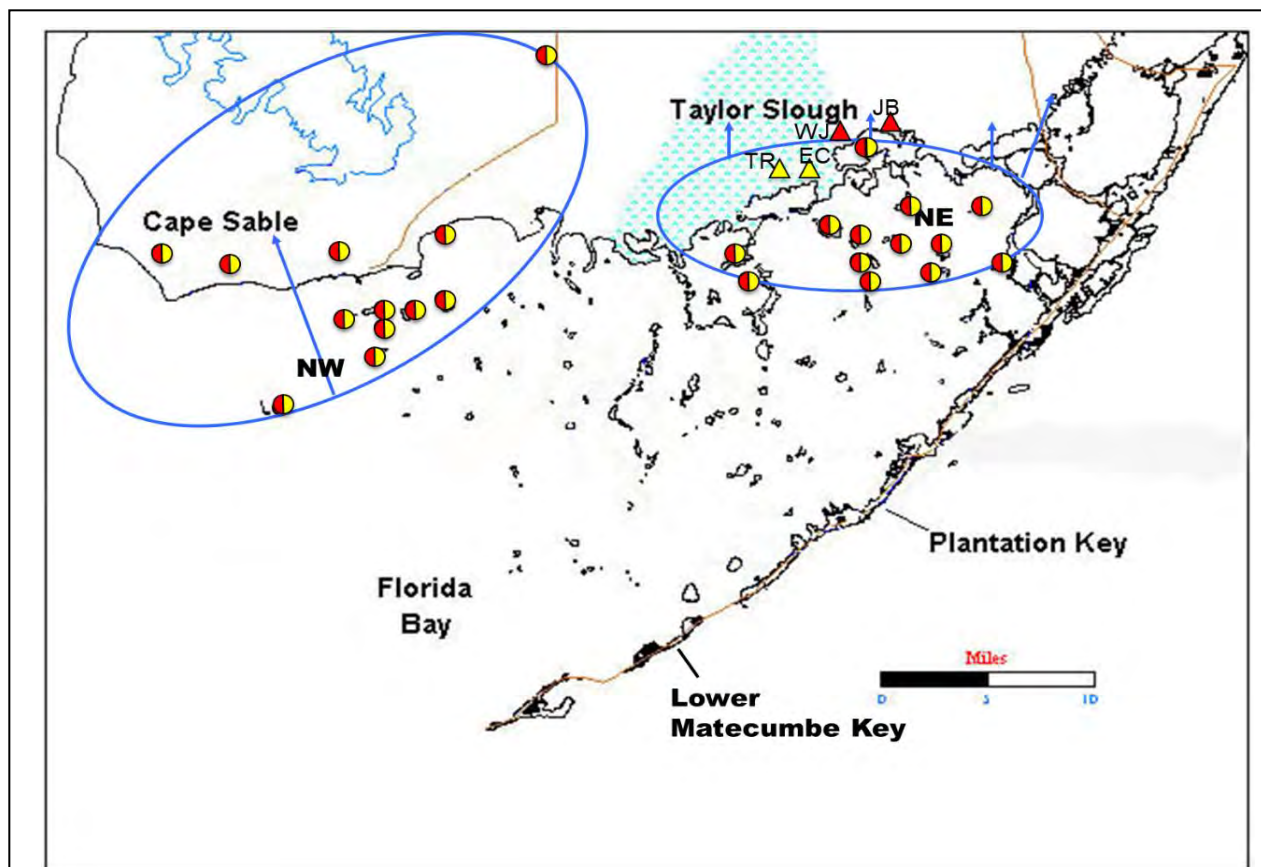 Taylor Slough
JB
WJ
TR
EC
Cape Sable
NE
NW
Plantation Key
Florida
Bay
Miles
0 5 10
Lower
Matecumbe Key